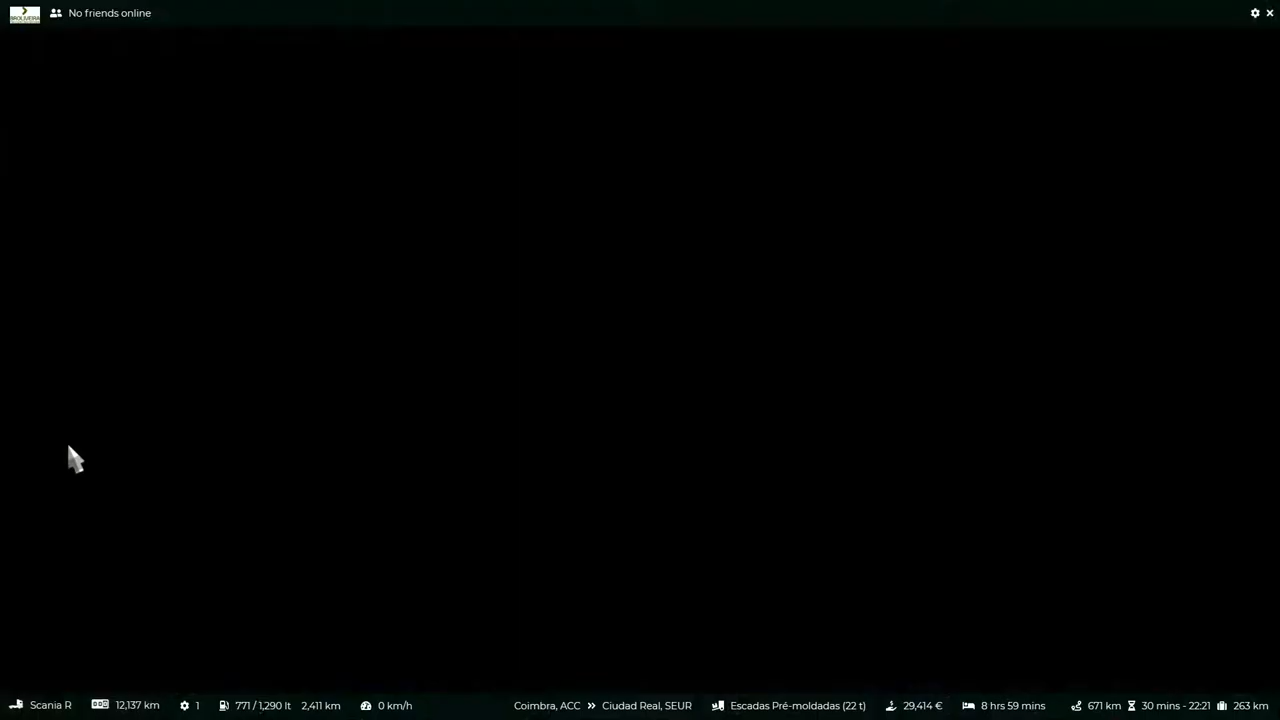 No friends online
Scania R 12,137 km 1 771 / 1,290 lt 2,411 km 0 km/h Coimbra, ACC Ciudad Real, SEUR Escadas Pré-moldadas (22 t) 29,414 € 8 hrs 59 mins 671 km 30 mins - 22:21 263 km